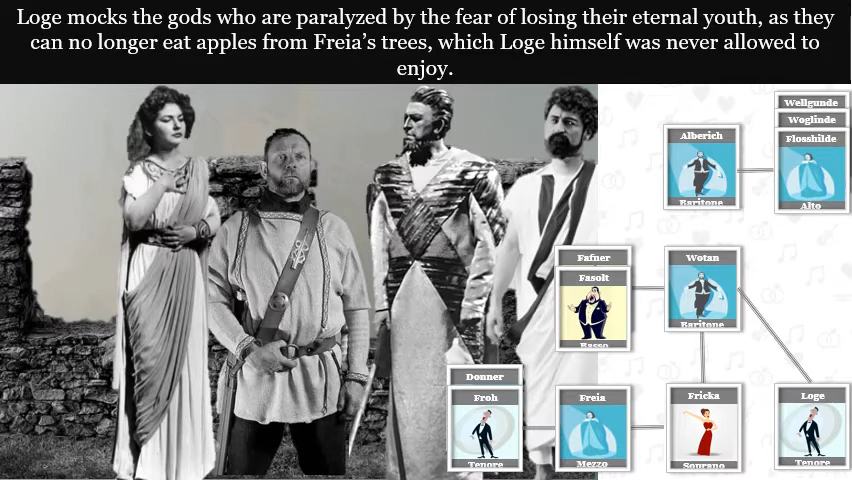 Loge mocks the gods who are paralyzed by the fear of losing their eternal youth, as they
can no longer eat apples from Freia’s trees, which Loge himself was never allowed to
enjoy.
Wellgunde
Woglinde
Alberich
Flosshilde
Baritone
Alto
Fafner
Wotan
Fasolt
Baritone
Basso
Donner
Froh
Freia
Fricka
Loge
Tenore
Mezzo
Soprano
Tenore